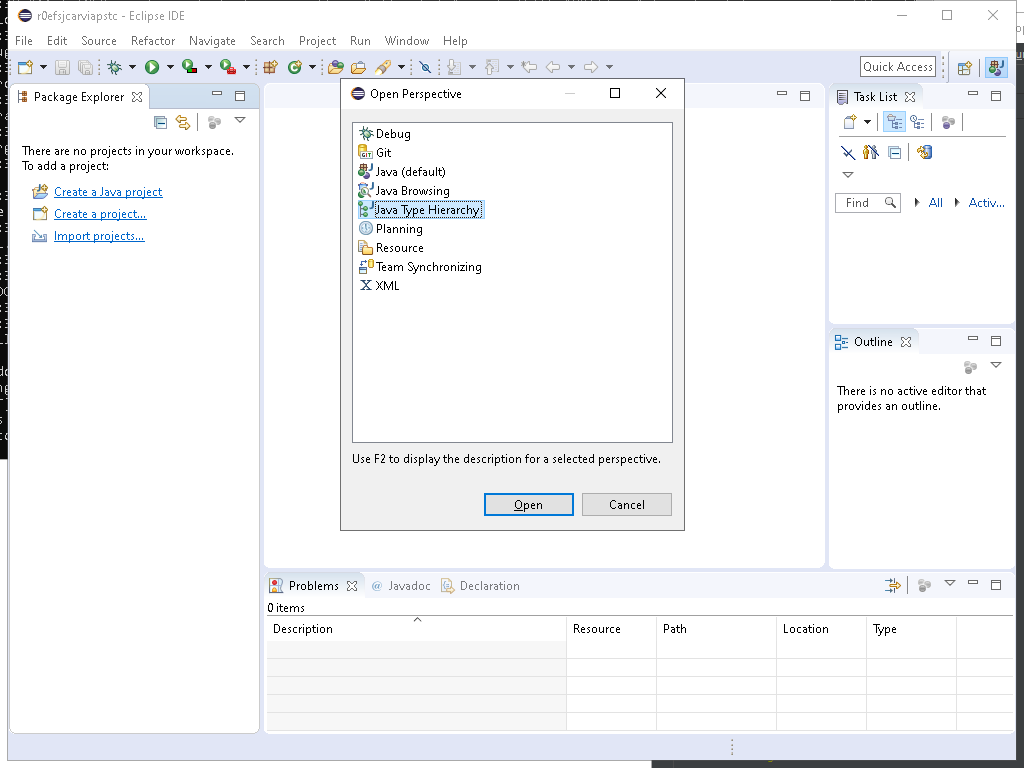 r0efsjcarviapstc - Eclipse IDE
File Edit Source Refactor Navigate Search Project Run Window Help
Quick Access
Package Explorer
There are no projects in your workspace.
To add a project:
Create a Java project
Create a project...
Import projects...
Open Perspective
Debug
Git
Java (default)
Java Browsing
Java Type Hierarchy
Planning
Resource
Team Synchronizing
XML
Use F2 to display the description for a selected perspective.
Open Cancel
Task List
Find All Activ...
Outline
There is no active editor that
provides an outline.
Problems @ Javadoc Declaration
0 items
Description Resource Path Location Type